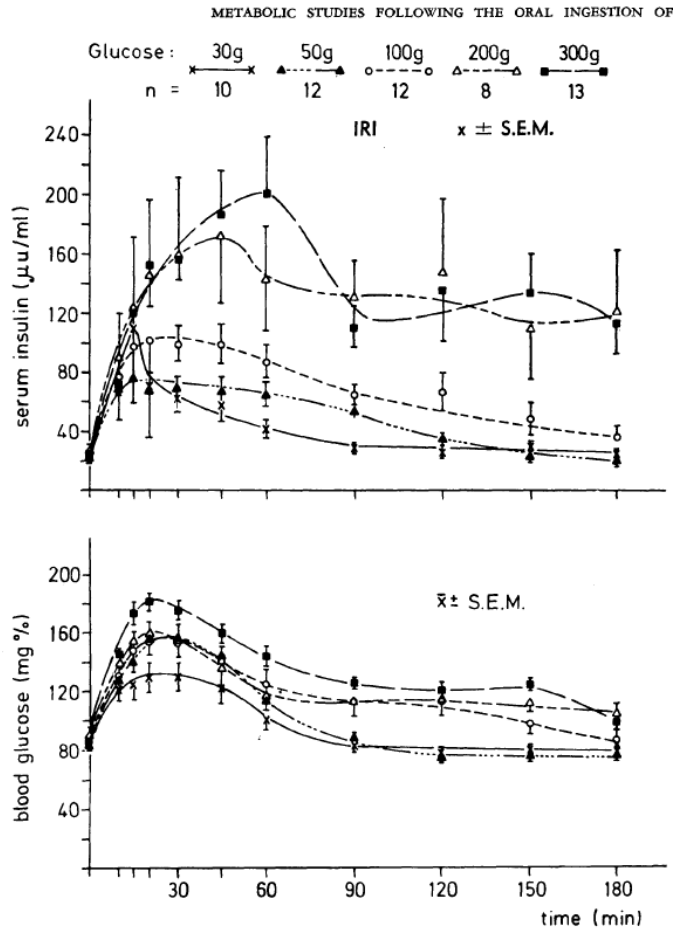 METABOLIC STUDIES FOLLOWING THE ORAL INGESTION OF
Glucose: 30g 50g 100g 200g 300g
n = 10 12 12 8 13
IRI x ± S.E.M.
240
200
160
120
80
40
serum insulin (µu/ml)
x̄ ± S.E.M.
200
160
120
80
40
blood glucose (mg%)
30 60 90 120 150 180
time (min)